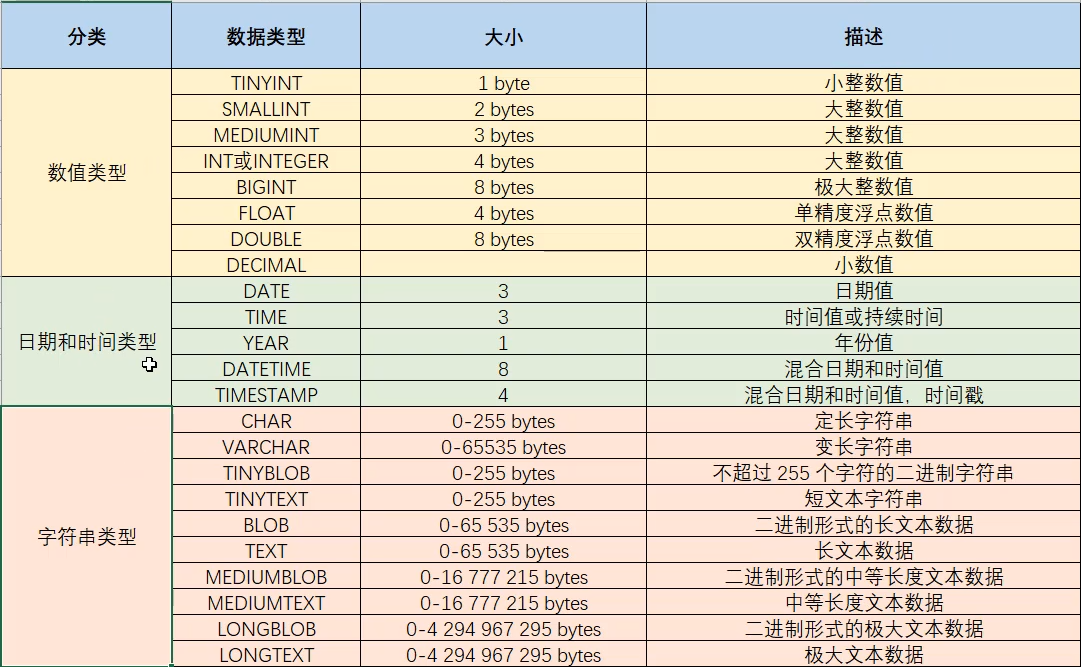 分类 数据类型 大小 描述
数值类型
TINYINT 1 byte 小整数值
SMALLINT 2 bytes 大整数值
MEDIUMINT 3 bytes 大整数值
INT或INTEGER 4 bytes 大整数值
BIGINT 8 bytes 极大整数值
FLOAT 4 bytes 单精度浮点数值
DOUBLE 8 bytes 双精度浮点数值
DECIMAL 小数值
日期和时间类型
DATE 3 日期值
TIME 3 时间值或持续时间
YEAR 1 年份值
DATETIME 8 混合日期和时间值
TIMESTAMP 4 混合日期和时间值，时间戳
字符串类型
CHAR 0-255 bytes 定长字符串
VARCHAR 0-65535 bytes 变长字符串
TINYBLOB 0-255 bytes 不超过 255 个字符的二进制字符串
TINYTEXT 0-255 bytes 短文本字符串
BLOB 0-65 535 bytes 二进制形式的长文本数据
TEXT 0-65 535 bytes 长文本数据
MEDIUMBLOB 0-16 777 215 bytes 二进制形式的中等长度文本数据
MEDIUMTEXT 0-16 777 215 bytes 中等长度文本数据
LONGBLOB 0-4 294 967 295 bytes 二进制形式的极大文本数据
LONGTEXT 0-4 294 967 295 bytes 极大文本数据